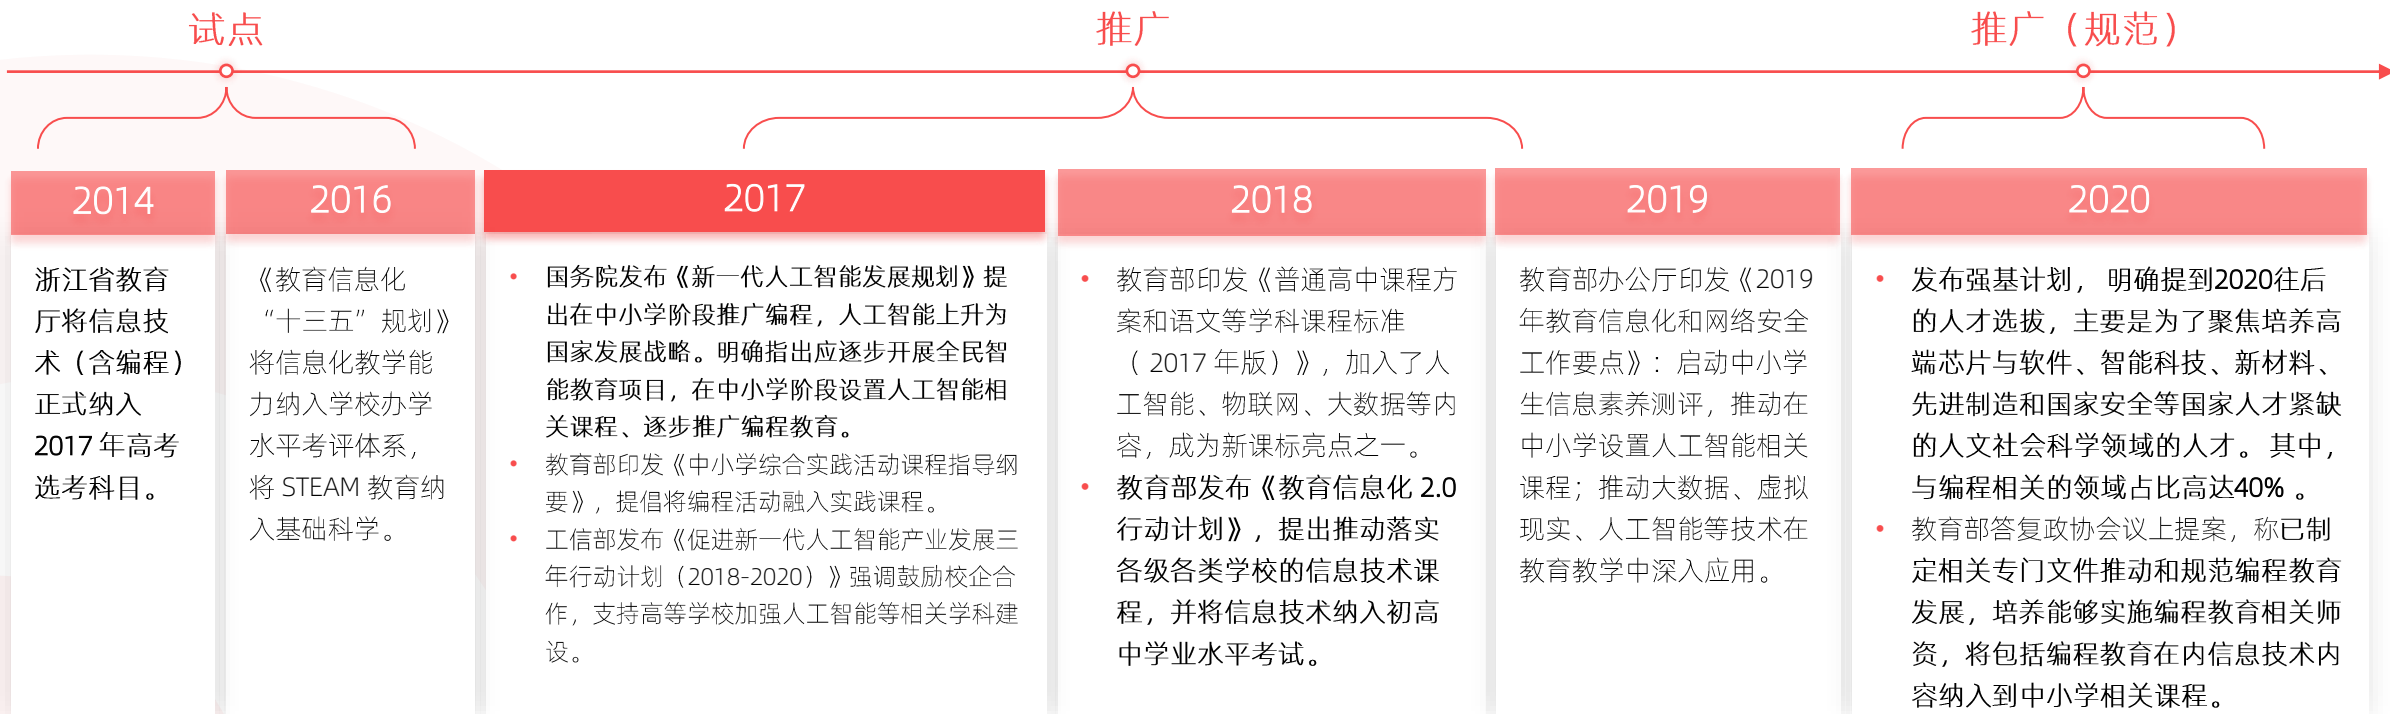 试点
推广
推广（规范）
2014
浙江省教育
厅将信息技
术（含编程）
正式纳入
2017 年高考
选考科目。
2016
《教育信息化
“十三五”规划》
将信息化教学能
力纳入学校办学
水平考评体系，
将 STEAM 教育纳
入基础科学。
2017
• 国务院发布《新一代人工智能发展规划》提
出在中小学阶段推广编程，人工智能上升为
国家发展战略。明确指出应逐步开展全民智
能教育项目，在中小学阶段设置人工智能相
关课程、逐步推广编程教育。
• 教育部印发《中小学综合实践活动课程指导纲
要》，提倡将编程活动融入实践课程。
• 工信部发布《促进新一代人工智能产业发展三
年行动计划（2018-2020）》强调鼓励校企合
作，支持高等学校加强人工智能等相关学科建
设。
2018
• 教育部印发《普通高中课程方
案和语文等学科课程标准
（ 2017 年版）》，加入了人
工智能、物联网、大数据等内
容，成为新课标亮点之一。
• 教育部发布《教育信息化 2.0
行动计划》，提出推动落实
各级各类学校的信息技术课
程，并将信息技术纳入初高
中学业水平考试。
2019
教育部办公厅印发《2019
年教育信息化和网络安全
工作要点》：启动中小学
生信息素养测评，推动在
中小学设置人工智能相关
课程；推动大数据、虚拟
现实、人工智能等技术在
教育教学中深入应用。
2020
• 发布强基计划， 明确提到2020往后
的人才选拔，主要是为了聚焦培养高
端芯片与软件、智能科技、新材料、
先进制造和国家安全等国家人才紧缺
的人文社会科学领域的人才。 其中，
与编程相关的领域占比高达40% 。
• 教育部答复政协会议上提案，称已制
定相关专门文件推动和规范编程教育
发展，培养能够实施编程教育相关师
资，将包括编程教育在内信息技术内
容纳入到中小学相关课程。